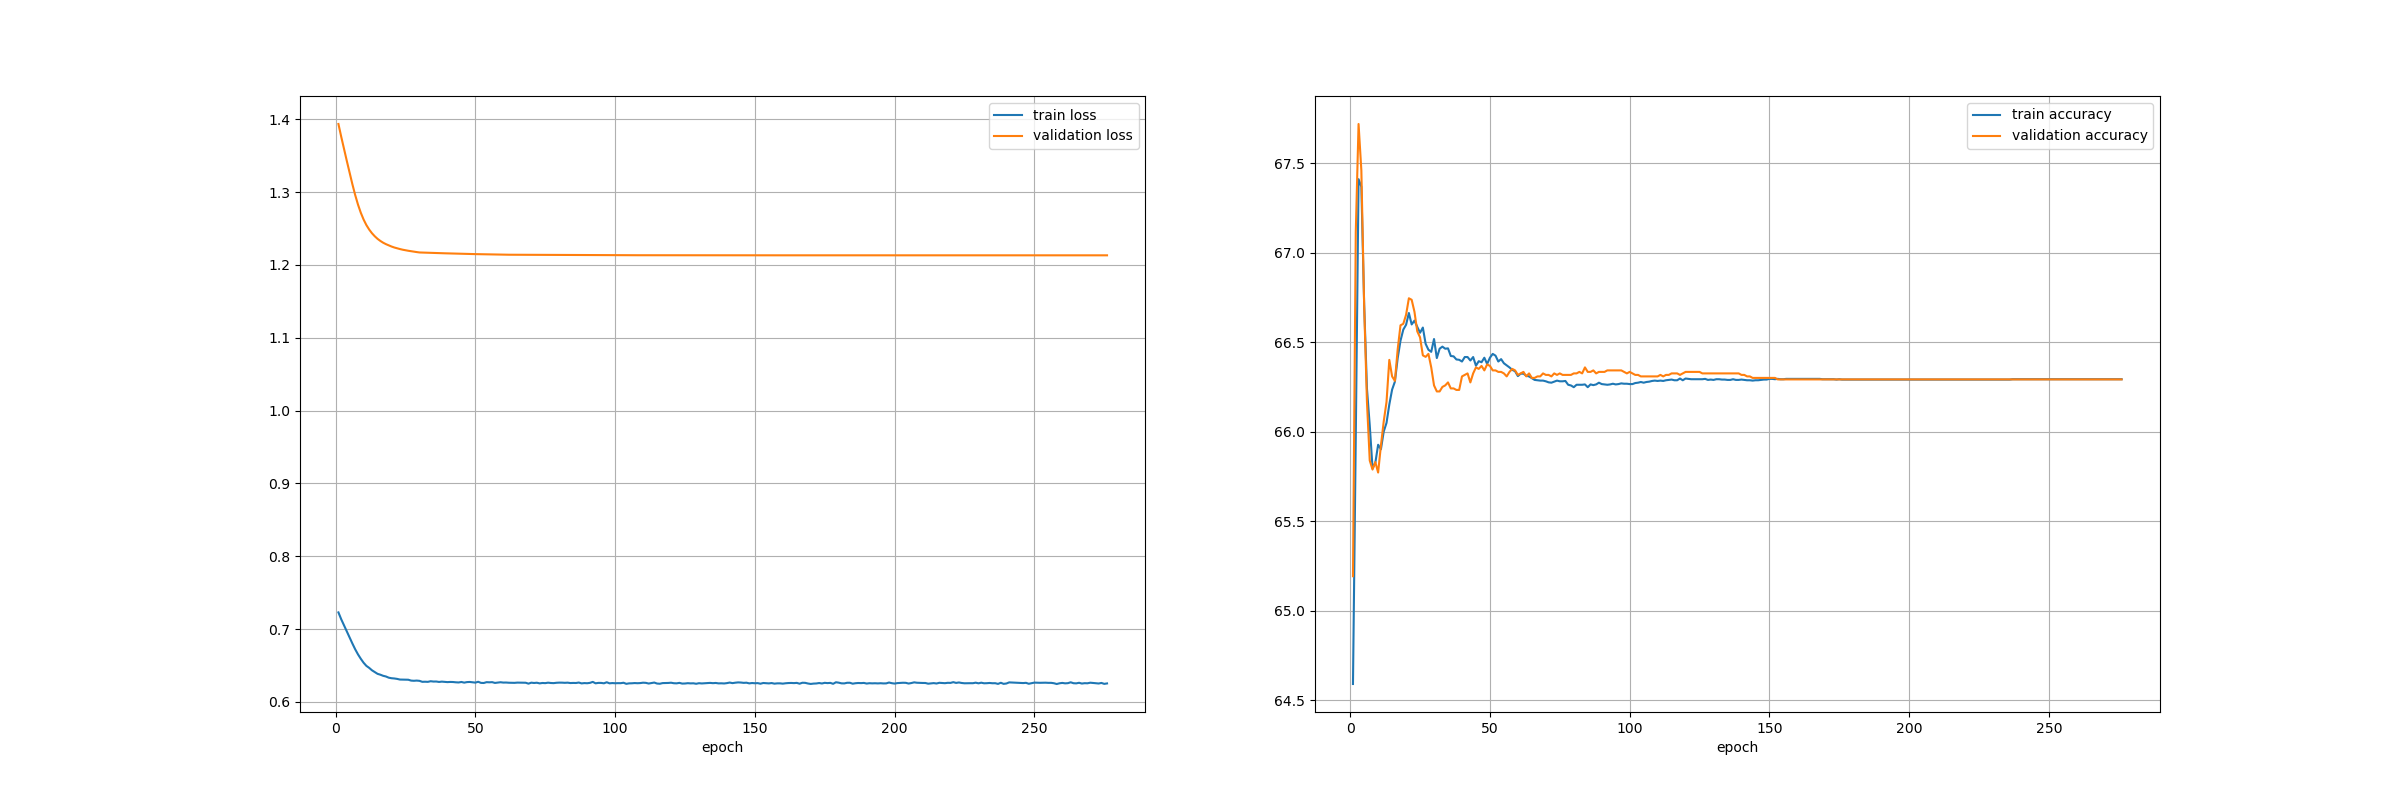 1.4
1.3
1.2
1.1
1.0
0.9
0.8
0.7
0.6
0 50 100 150 200 250
epoch
train loss
validation loss
67.5
67.0
66.5
66.0
65.5
65.0
64.5
0 50 100 150 200 250
epoch
train accuracy
validation accuracy